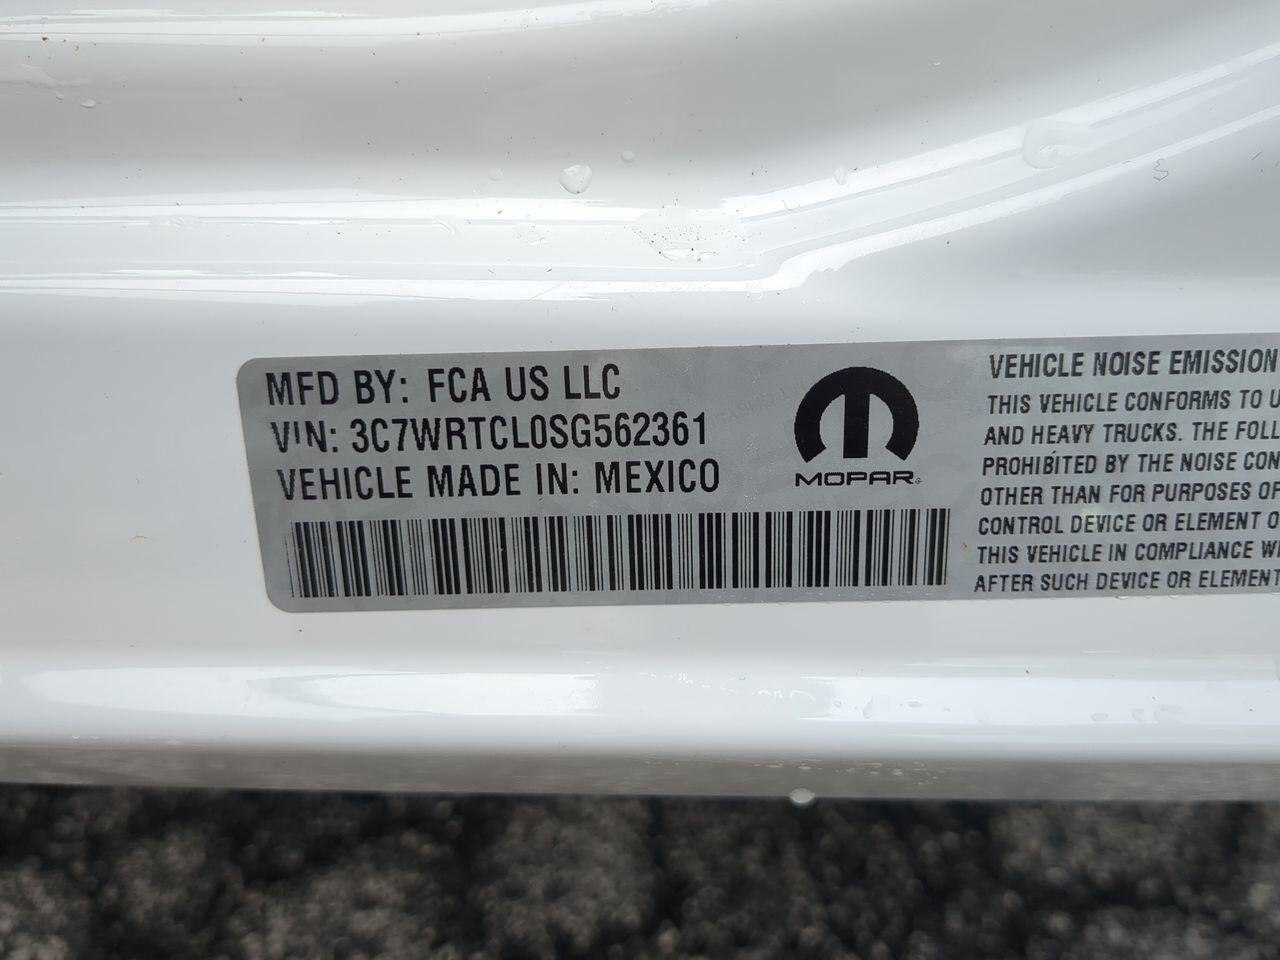 MFD BY: FCA US LLC
VIN: 3C7WRTCL0SG562361
VEHICLE MADE IN: MEXICO
MOPAR
VEHICLE NOISE EMISSION
THIS VEHICLE CONFORMS TO
AND HEAVY TRUCKS. THE
PROHIBITED BY THE NOISE
OTHER THAN FOR PURPOSES OF
CONTROL DEVICE OR ELEMENT
THIS VEHICLE IN COMPLIANCE
AFTER SUCH DEVICE OR ELEMENT